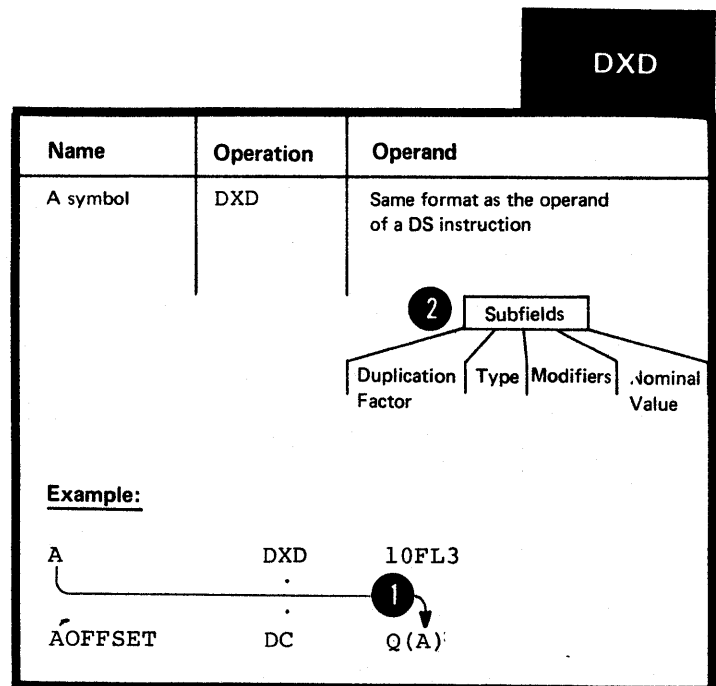 DXD
Name Operation Operand
A symbol DXD Same format as the operand
of a DS instruction
2 Subfields
Duplication Type Modifiers Nominal
Factor Value
Example:
A DXD 10FL3
.
1
.
AOFFSET DC Q(A)